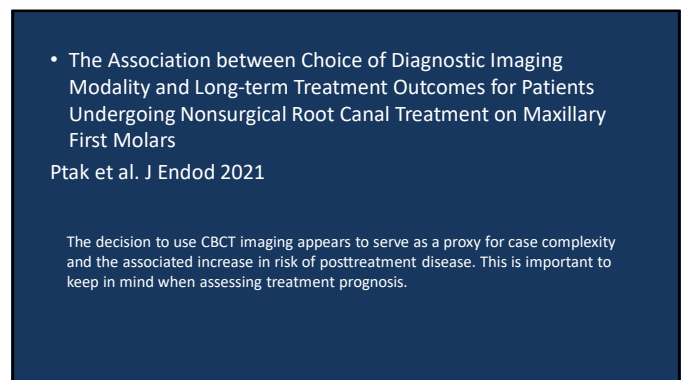 • The Association between Choice of Diagnostic Imaging
Modality and Long-term Treatment Outcomes for Patients
Undergoing Nonsurgical Root Canal Treatment on Maxillary
First Molars
Ptak et al. J Endod 2021
The decision to use CBCT imaging appears to serve as a proxy for case complexity
and the associated increase in risk of posttreatment disease. This is important to
keep in mind when assessing treatment prognosis.